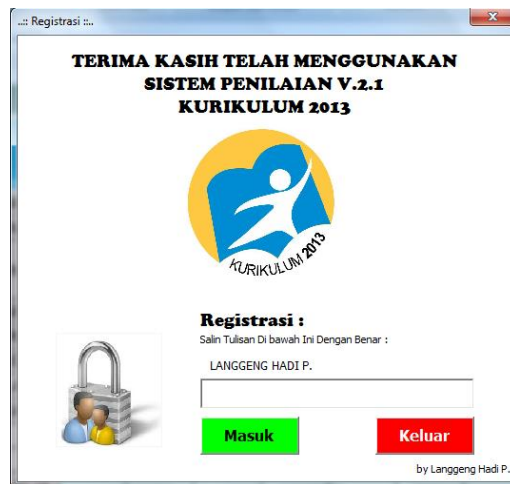 ..:: Registrasi ::..
TERIMA KASIH TELAH MENGGUNAKAN
SISTEM PENILAIAN V.2.1
KURIKULUM 2013
KURIKULUM 2013
Registrasi :
Salin Tulisan Di bawah Ini Dengan Benar :
LANGGENG HADI P.
Masuk
Keluar
by Langgeng Hadi P.